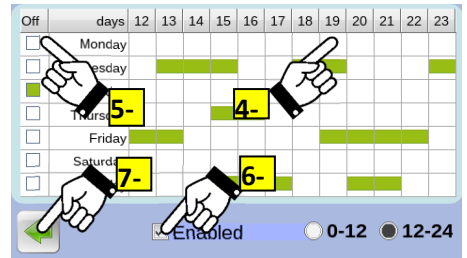 Off days 12 13 14 15 16 17 18 19 20 21 22 23
Monday
esday
5- 4-
Thurs
Friday
Saturda
7- 6-
Enabled 0-12 12-24